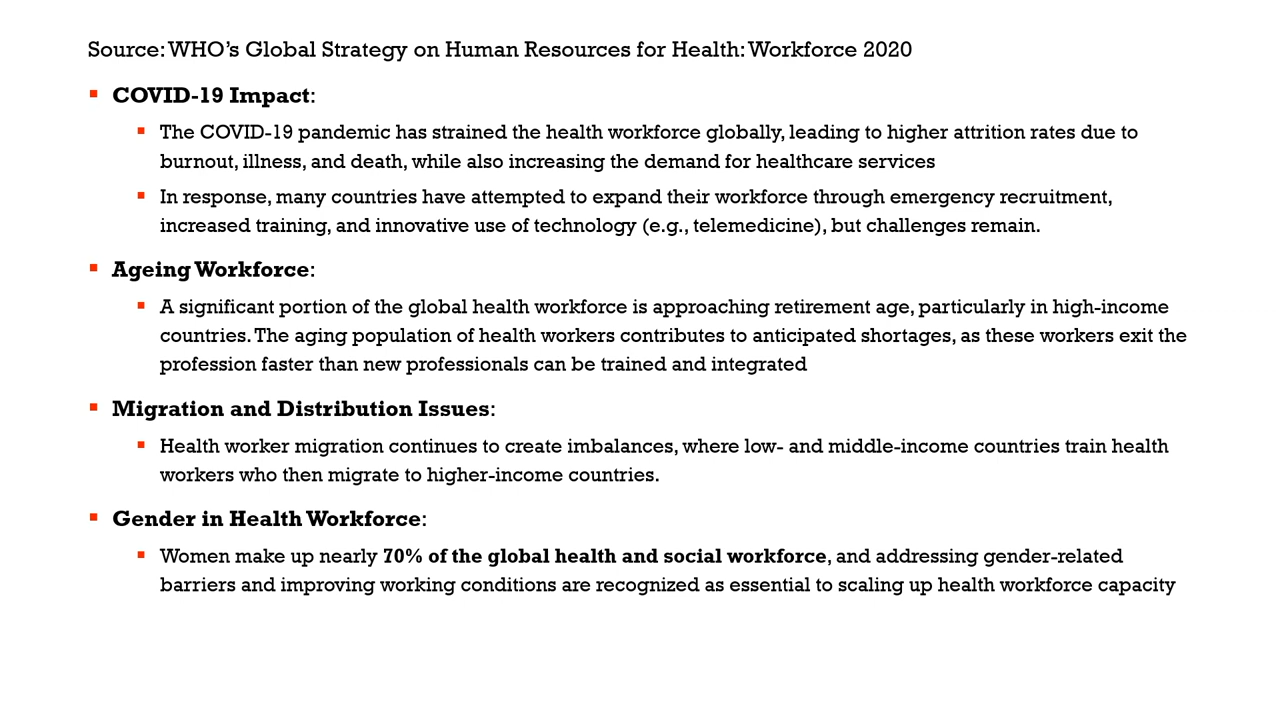 Source: WHO's Global Strategy on Human Resources for Health: Workforce 2020
▪ COVID-19 Impact:
▪ The COVID-19 pandemic has strained the health workforce globally, leading to higher attrition rates due to
burnout, illness, and death, while also increasing the demand for healthcare services
▪ In response, many countries have attempted to expand their workforce through emergency recruitment,
increased training, and innovative use of technology (e.g., telemedicine), but challenges remain.
▪ Ageing Workforce:
▪ A significant portion of the global health workforce is approaching retirement age, particularly in high-income
countries. The aging population of health workers contributes to anticipated shortages, as these workers exit the
profession faster than new professionals can be trained and integrated
▪ Migration and Distribution Issues:
▪ Health worker migration continues to create imbalances, where low- and middle-income countries train health
workers who then migrate to higher-income countries.
▪ Gender in Health Workforce:
▪ Women make up nearly 70% of the global health and social workforce, and addressing gender-related
barriers and improving working conditions are recognized as essential to scaling up health workforce capacity